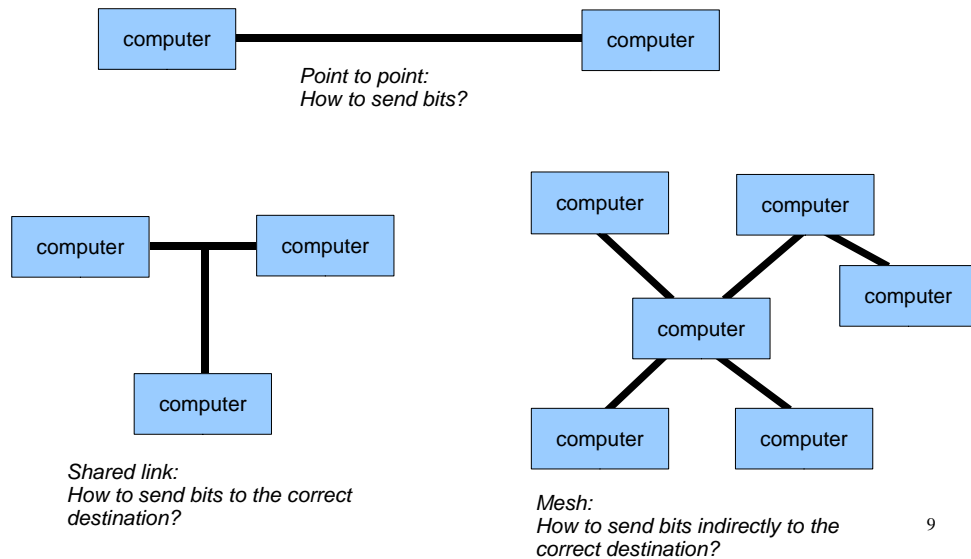 computer
computer
Point to point:
How to send bits?
computer
computer
computer
Shared link:
How to send bits to the correct
destination?
computer
computer
computer
computer
computer
computer
Mesh:
How to send bits indirectly to the
correct destination?
9